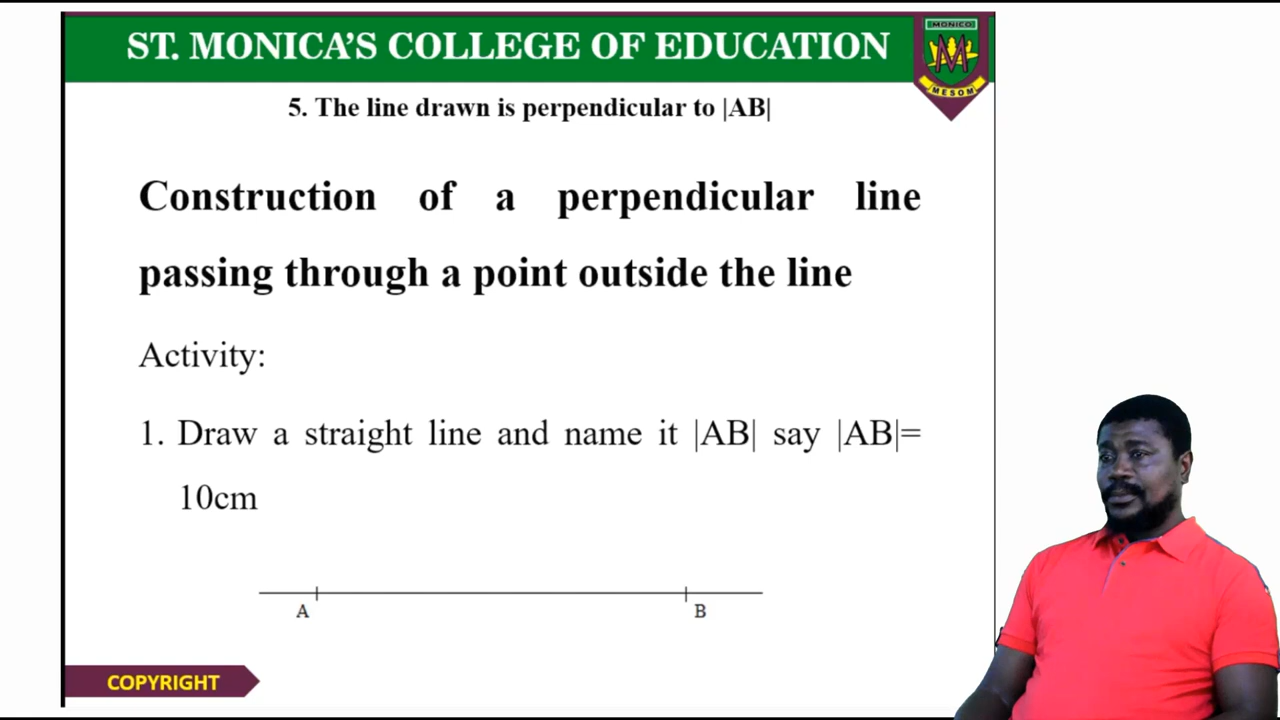 ST. MONICA'S COLLEGE OF EDUCATION
MONICO
M
MESOM
5. The line drawn is perpendicular to |AB|
Construction of a perpendicular line
passing through a point outside the line
Activity:
1. Draw a straight line and name it |AB| say |AB|=
10cm
A
B
COPYRIGHT